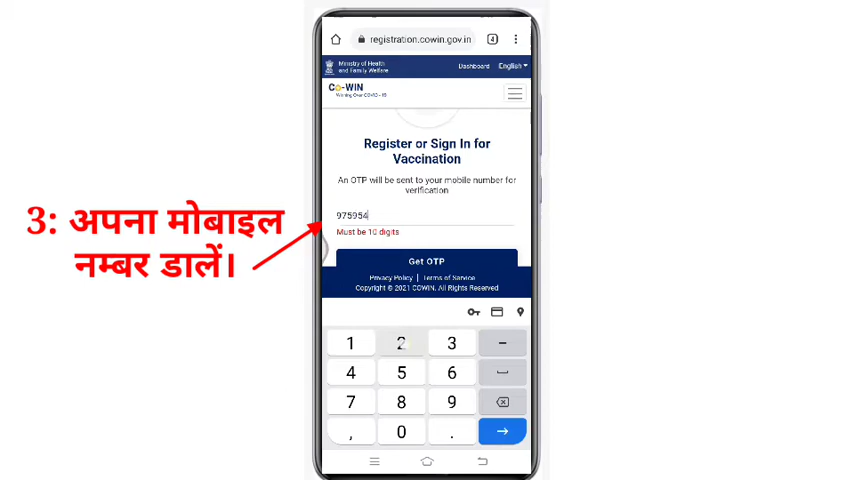 registration.cowin.gov.in
4
Ministry of Health
and Family Welfare
Dashboard
English
Co-WIN
Winning Over COVID-19
Register or Sign In for
Vaccination
An OTP will be sent to your mobile number for
verification
975954
Must be 10 digits
3: अपना मोबाइल
नम्बर डालें।
Get OTP
Privacy Policy | Terms of Service
Copyright © 2021 COWIN. All Rights Reserved
1 2 3 -
4 5 6
7 8 9
, 0 .